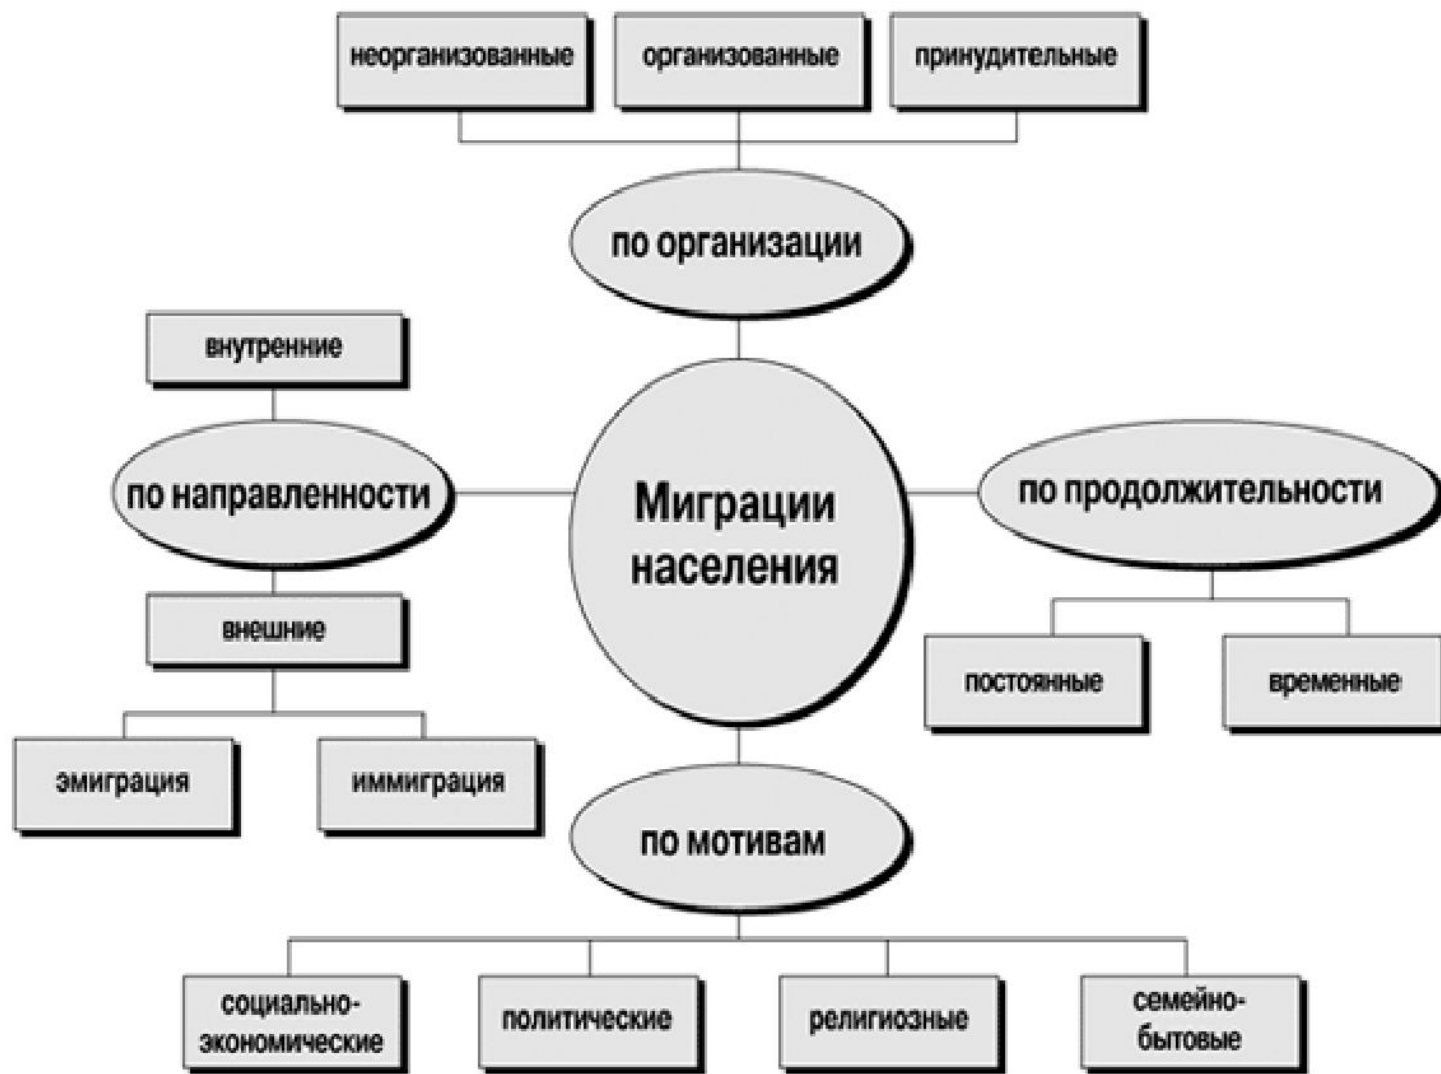 неорганизованные
организованные
принудительные
по организации
внутренние
по направленности
Миграции
населения
по продолжительности
внешние
постоянные
временные
эмиграция
иммиграция
по мотивам
социально-
экономические
политические
религиозные
семейно-
бытовые